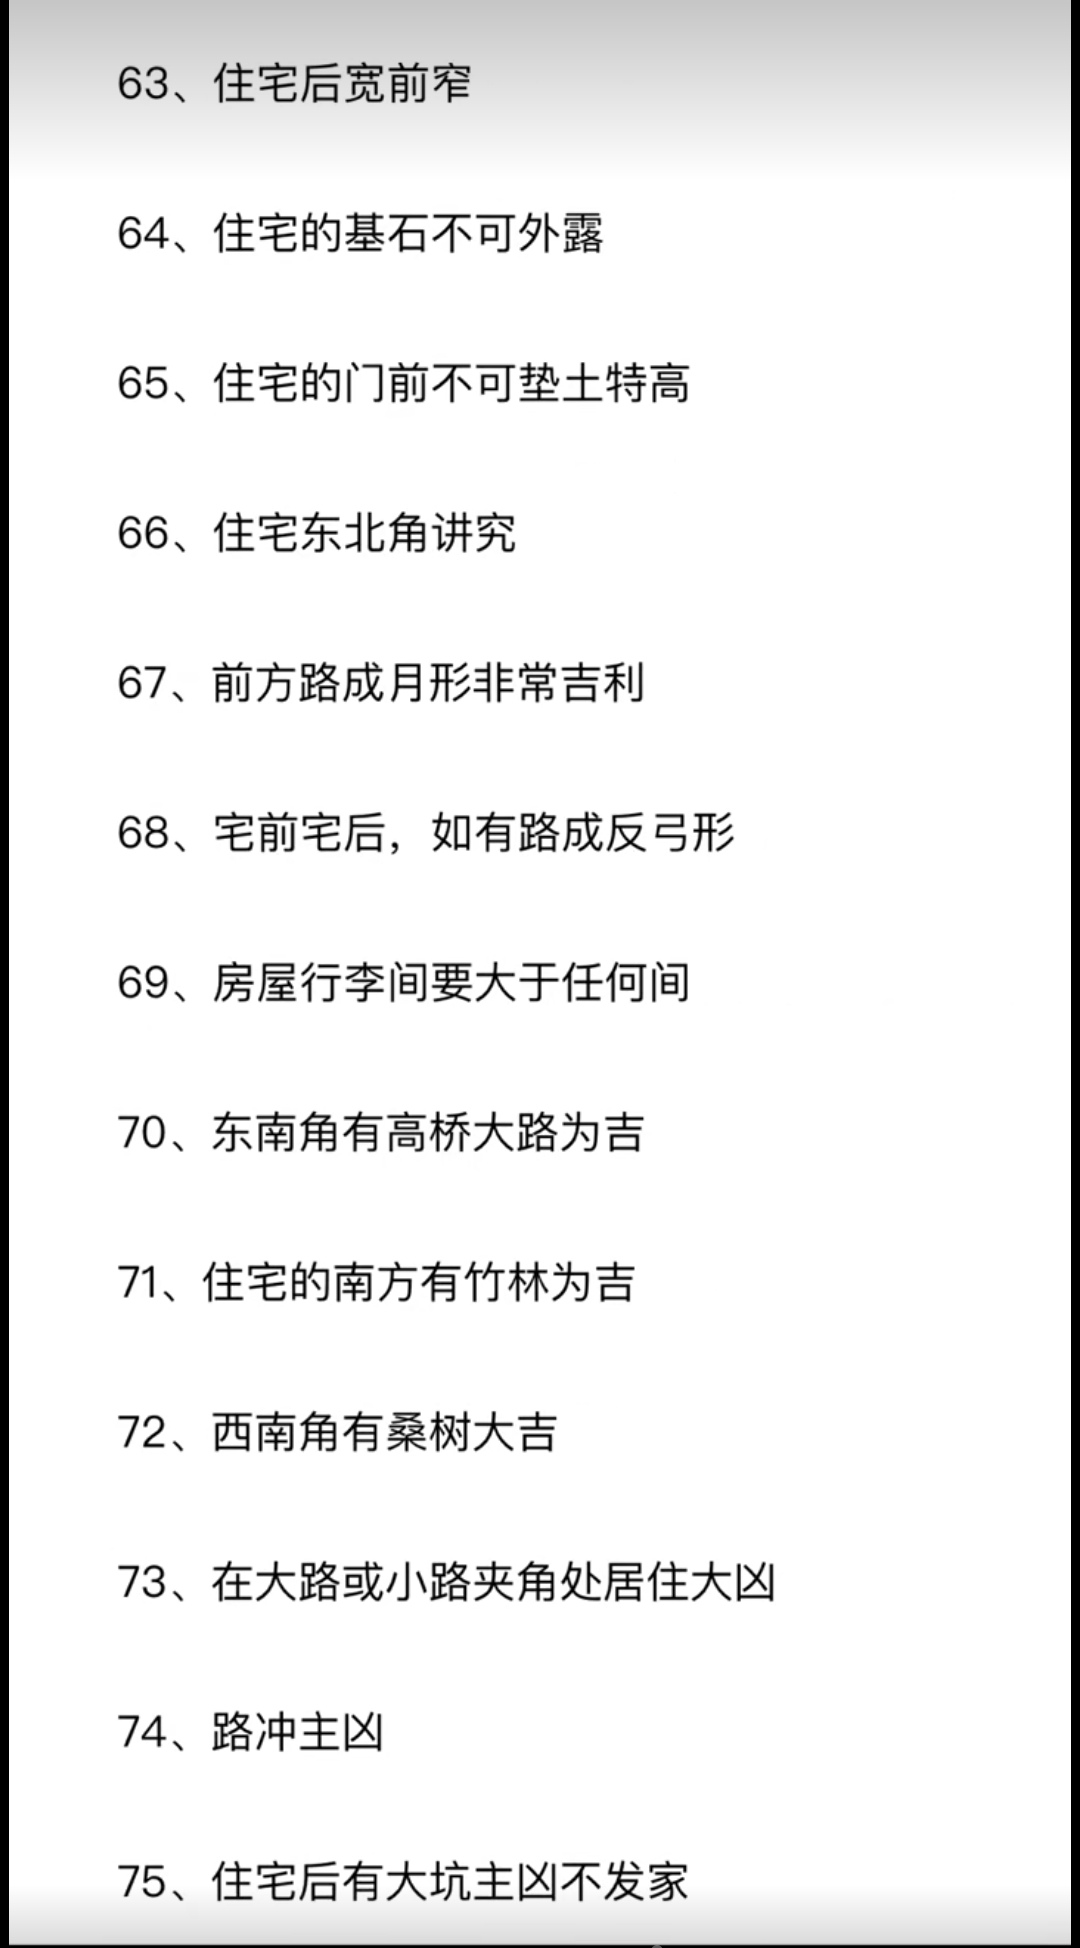 63、住宅后宽前窄
64、住宅的基石不可外露
65、住宅的门前不可垫土特高
66、住宅东北角讲究
67、前方路成月形非常吉利
68、宅前宅后，如有路成反弓形
69、房屋行李间要大于任何间
70、东南角有高桥大路为吉
71、住宅的南方有竹林为吉
72、西南角有桑树大吉
73、在大路或小路夹角处居住大凶
74、路冲主凶
75、住宅后有大坑主凶不发家